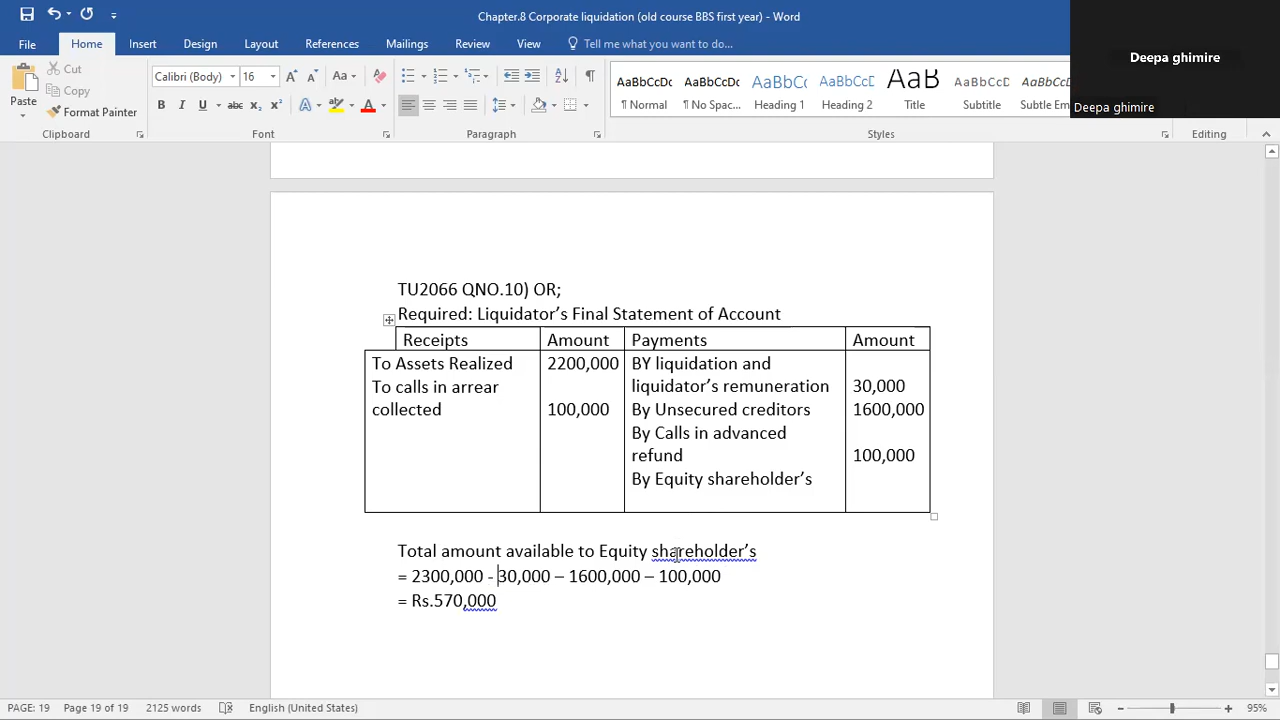 Chapter.8 Corporate liquidation (old course BBS first year) - Word
File Home Insert Design Layout References Mailings Review View Tell me what you want to do...
Deepa ghimire
Deepa ghimire
Paste
Cut
Copy
Format Painter
Calibri (Body) 16
AaBbCcDc AaBbCcDc AaBbC( AaBbCcC AaB AaBbCcD AaBbCcDt
¶ Normal ¶ No Spac... Heading 1 Heading 2 Title Subtitle Subtle Em
Clipboard Font Paragraph Styles Editing
TU2066 QNO.10) OR;
Required: Liquidator’s Final Statement of Account
Receipts Amount Payments Amount
To Assets Realized 2200,000 BY liquidation and
To calls in arrear liquidator’s remuneration 30,000
collected 100,000 By Unsecured creditors 1600,000
By Calls in advanced
refund 100,000
By Equity shareholder’s
Total amount available to Equity shareholder’s
= 2300,000 - 30,000 – 1600,000 – 100,000
= Rs.570,000
PAGE: 19 Page 19 of 19 2125 words English (United States) 95%